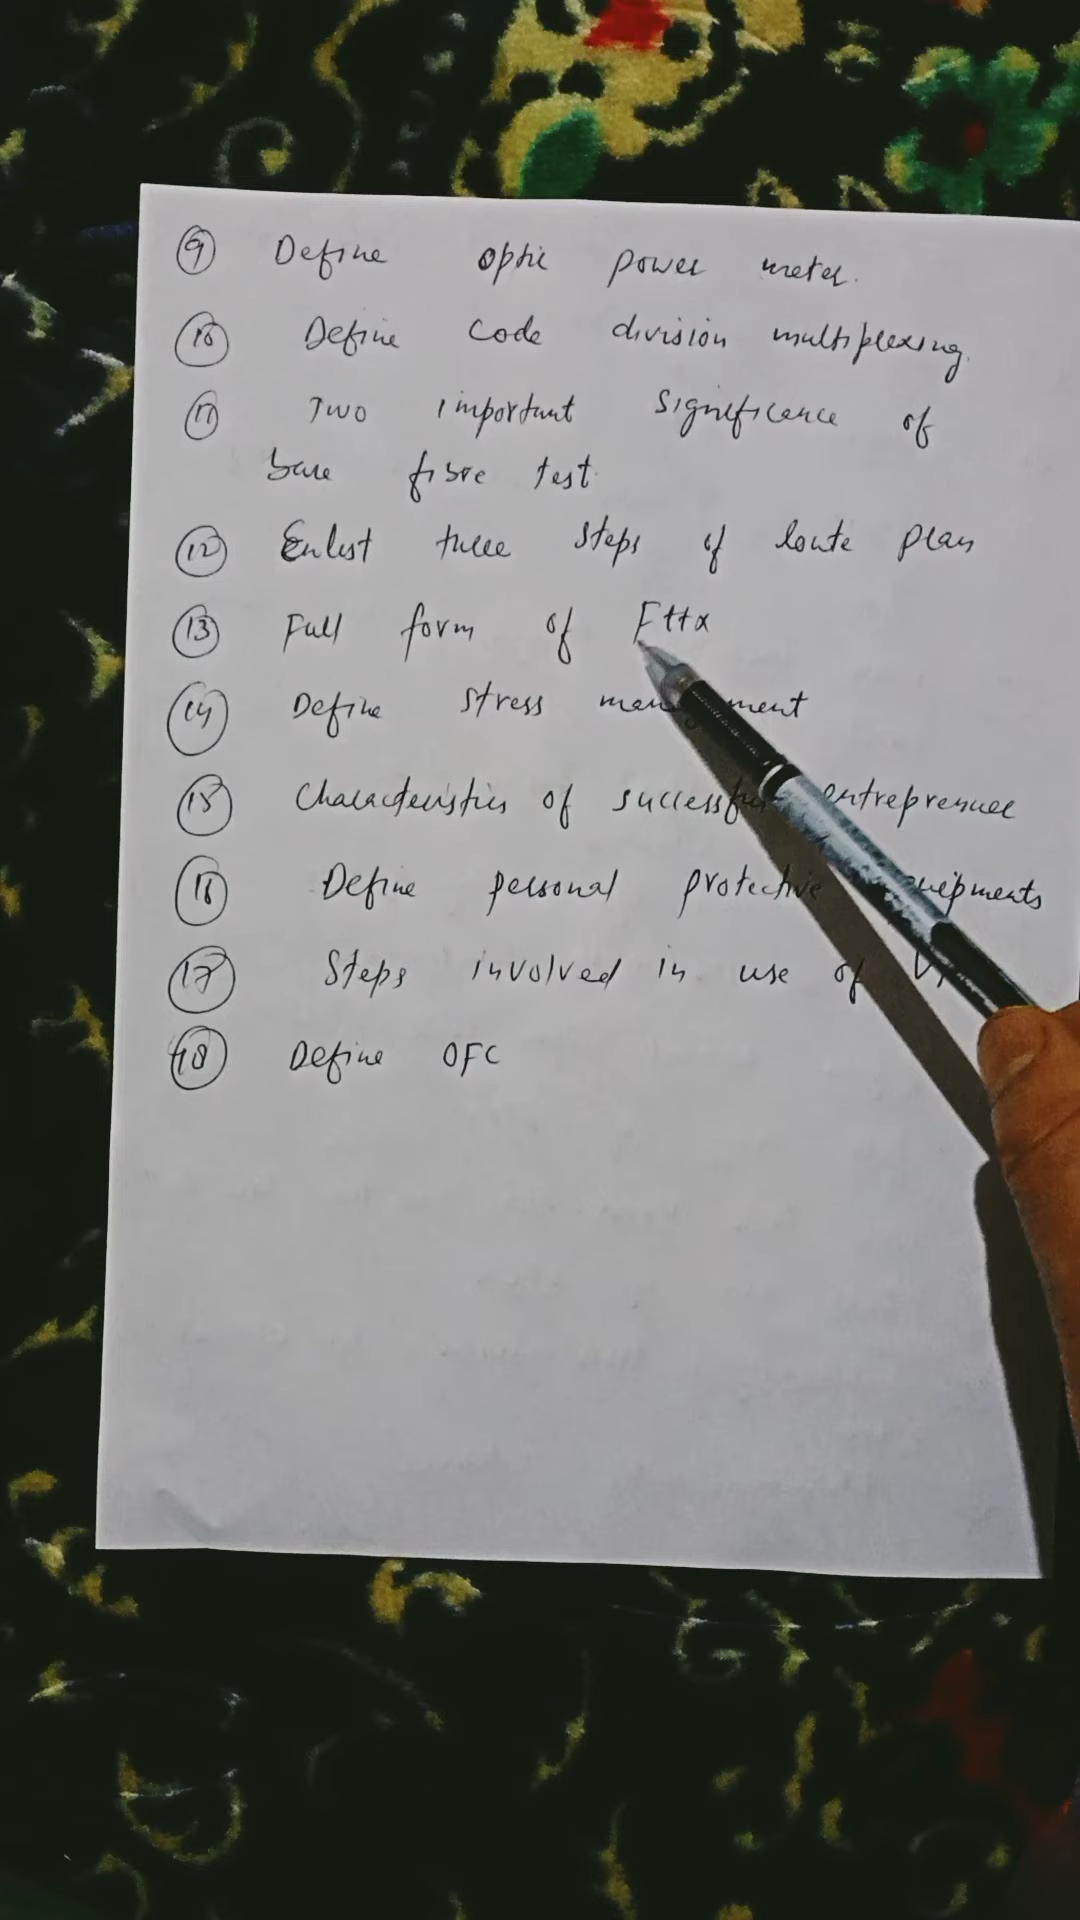 9 Define optic power meter.
10 Define Code division multiplexing.
11 Two important significance of
bare fibre test
12 Enlist three steps of route plan
13 Full form of Fttx
14 Define stress management
15 Characteristics of successful entreprenuer
16 Define personal protective equipments
17 Steps involved in use of
18 Define OFC